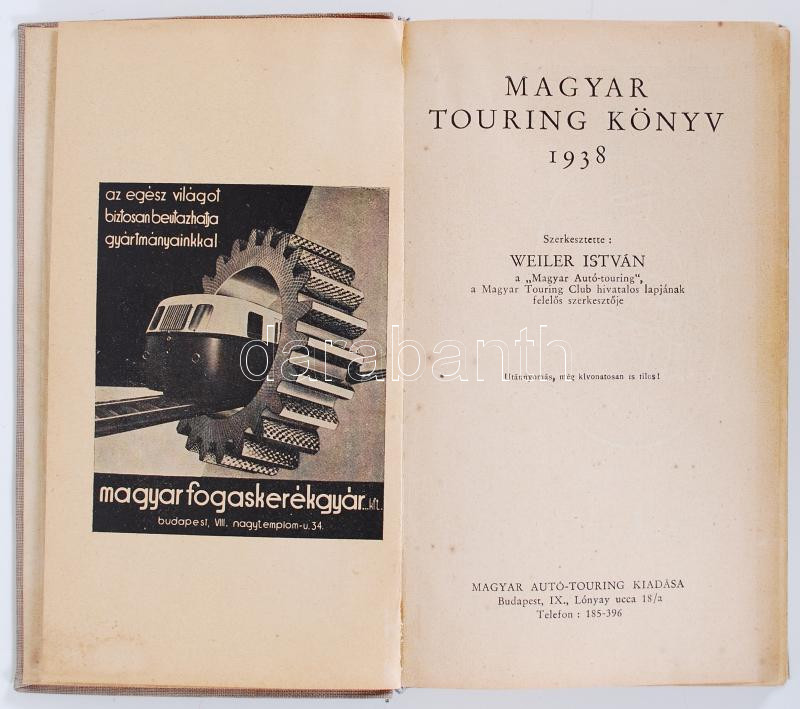 az egész világot
biztosan beutazhatja
gyártmányainkkal
magyar fogaskerékgyár...kft.
budapest, VIII. nagytemplom-u. 34.
MAGYAR
TOURING KÖNYV
1938
Szerkesztette :
WEILER ISTVÁN
a „Magyar Autó-touring“,
a Magyar Touring Club hivatalos lapjának
felelős szerkesztője
darabanth
Utánnyomás, még kivonatosan is tilos!
MAGYAR AUTÓ-TOURING KIADÁSA
Budapest, IX., Lónyay ucca 18/a
Telefon : 185-396